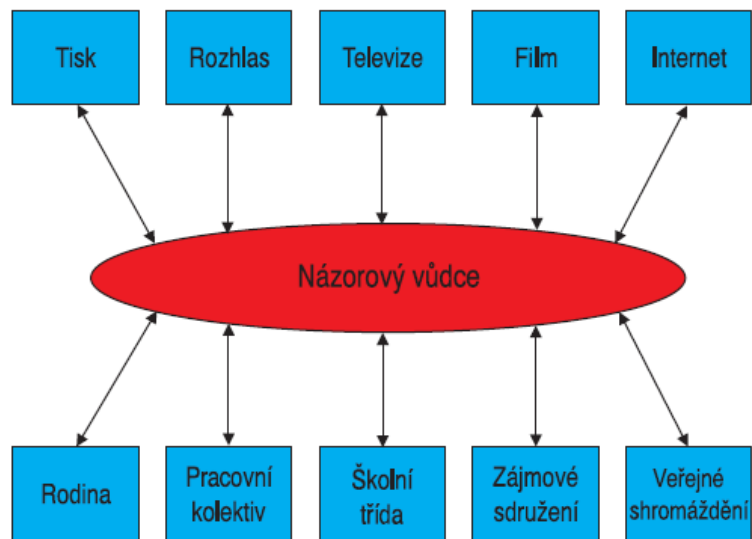 Tisk
Rozhlas
Televize
Film
Internet
Názorový vůdce
Rodina
Pracovní
kolektiv
Školní
třída
Zájmové
sdružení
Veřejné
shromáždění